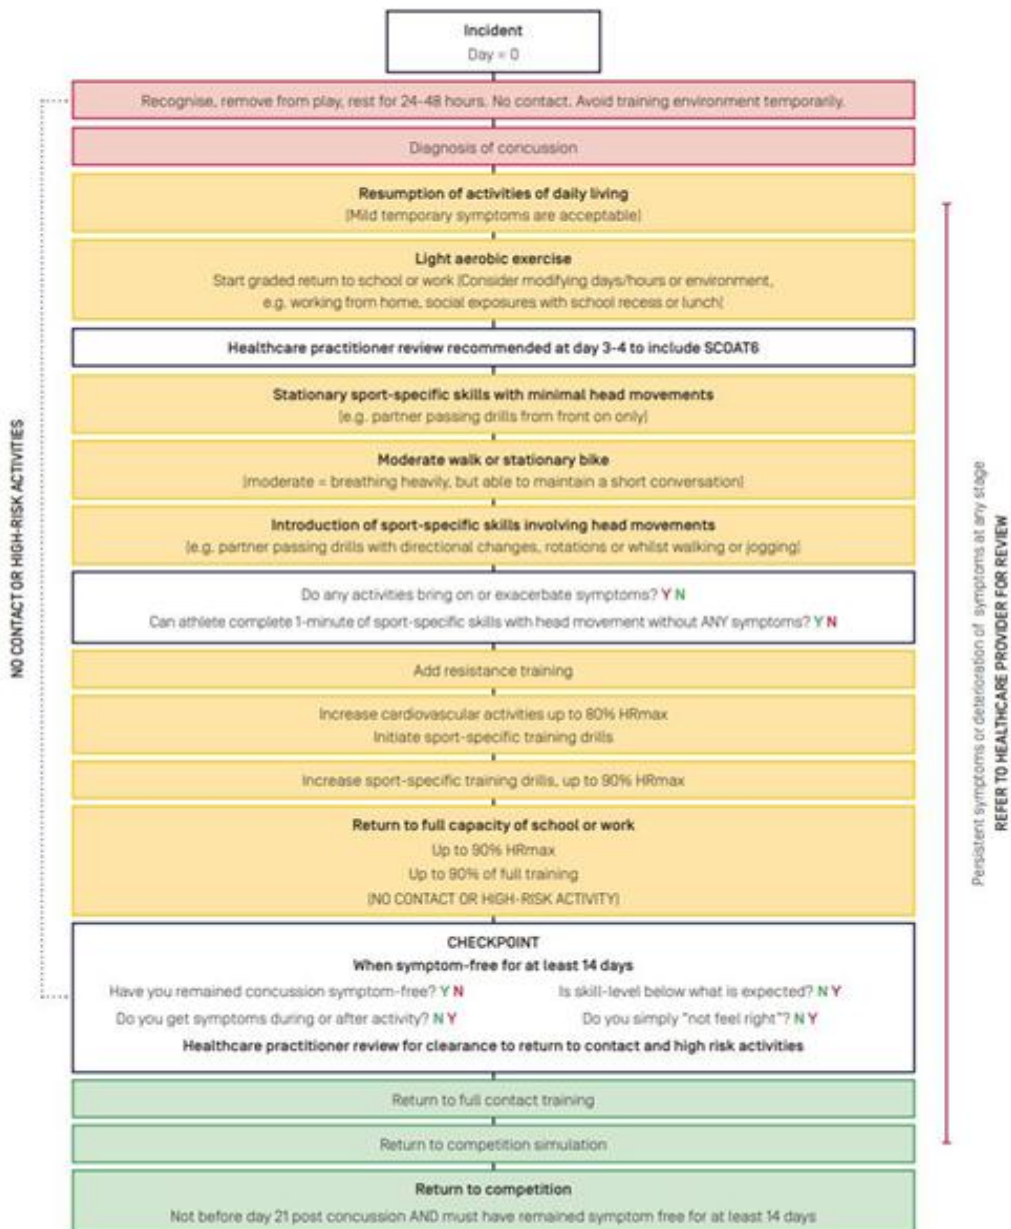 Incident
Day = 0
Recognise, remove from play, rest for 24-48 hours. No contact. Avoid training environment temporarily.
Diagnosis of concussion
Resumption of activities of daily living
(Mild temporary symptoms are acceptable)
Light aerobic exercise
Start graded return to school or work (Consider modifying days/hours or environment,
e.g. working from home, social exposures with school recess or lunch)
Healthcare practitioner review recommended at day 3-4 to include SCOAT6
Stationary sport-specific skills with minimal head movements
(e.g. partner passing drills from front on only)
Moderate walk or stationary bike
(moderate = breathing heavily, but able to maintain a short conversation)
Introduction of sport-specific skills involving head movements
(e.g. partner passing drills with directional changes, rotations or whilst walking or jogging)
Do any activities bring on or exacerbate symptoms? Y N
Can athlete complete 1-minute of sport-specific skills with head movement without ANY symptoms? Y N
Add resistance training
Increase cardiovascular activities up to 80% HRmax
Initiate sport-specific training drills
Increase sport-specific training drills, up to 90% HRmax
Return to full capacity of school or work
Up to 90% HRmax
Up to 90% of full training
(NO CONTACT OR HIGH-RISK ACTIVITY)
CHECKPOINT
When symptom-free for at least 14 days
Have you remained concussion symptom-free? Y N
Is skill-level below what is expected? N Y
Do you get symptoms during or after activity? N Y
Do you simply "not feel right"? N Y
Healthcare practitioner review for clearance to return to contact and high risk activities
Return to full contact training
Return to competition simulation
Return to competition
Not before day 21 post concussion AND must have remained symptom free for at least 14 days
NO CONTACT OR HIGH-RISK ACTIVITIES
Persistent symptoms or deterioration of symptoms at any stage
REFER TO HEALTHCARE PROVIDER FOR REVIEW